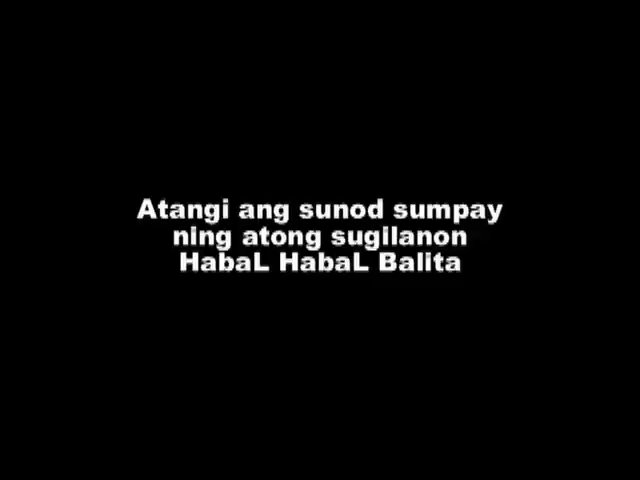 Atangi ang sunod sumpay
ning atong sugilanon
HabaL HabaL Balita